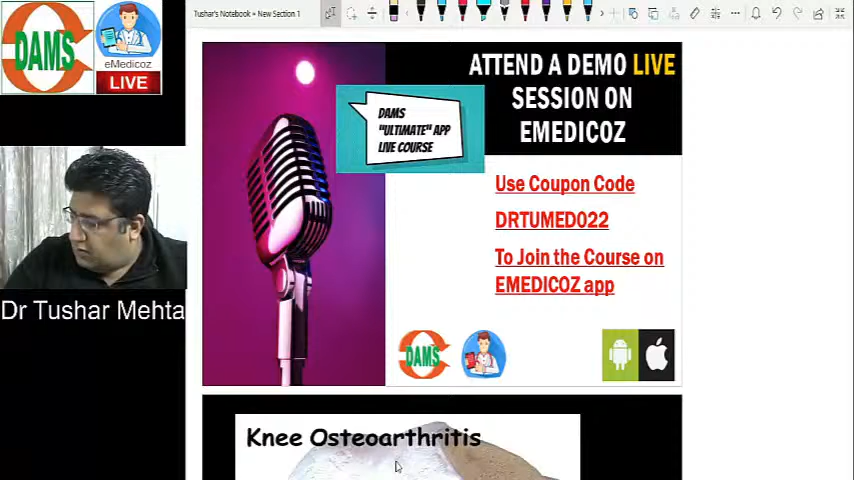 Tushar's Notebook » New Section 1
DAMS
eMedicoz
LIVE
Dr Tushar Mehta
ATTEND A DEMO LIVE
SESSION ON
EMEDICOZ
DAMS
"ULTIMATE" APP
LIVE COURSE
Use Coupon Code
DRTUMED022
To Join the Course on
EMEDICOZ app
DAMS
Knee Osteoarthritis